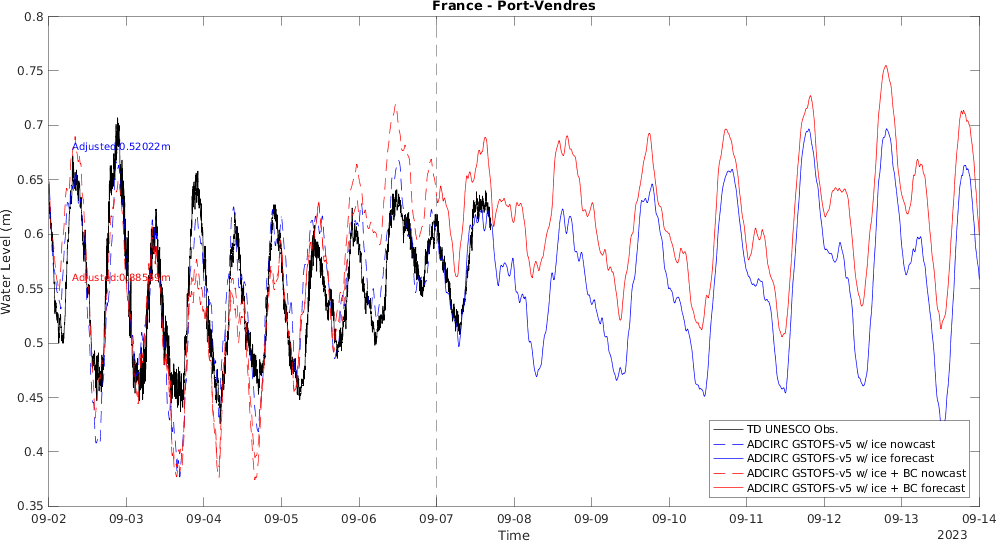 France - Port-Vendres
0.8
0.75
0.7
0.65
0.6
0.55
0.5
0.45
0.4
0.35
Water Level (m)
Adjusted:0.52022m
09-02
09-03
09-04
09-05
09-06
09-07
09-08
09-09
09-10
09-11
09-12
09-13
09-14
Time
2023
TD UNESCO Obs.
ADCIRC GSTOFS-v5 w/ ice nowcast
ADCIRC GSTOFS-v5 w/ ice forecast
ADCIRC GSTOFS-v5 w/ ice + BC nowcast
ADCIRC GSTOFS-v5 w/ ice + BC forecast